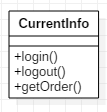 CurrentInfo
+login()
+logout()
+getOrder()